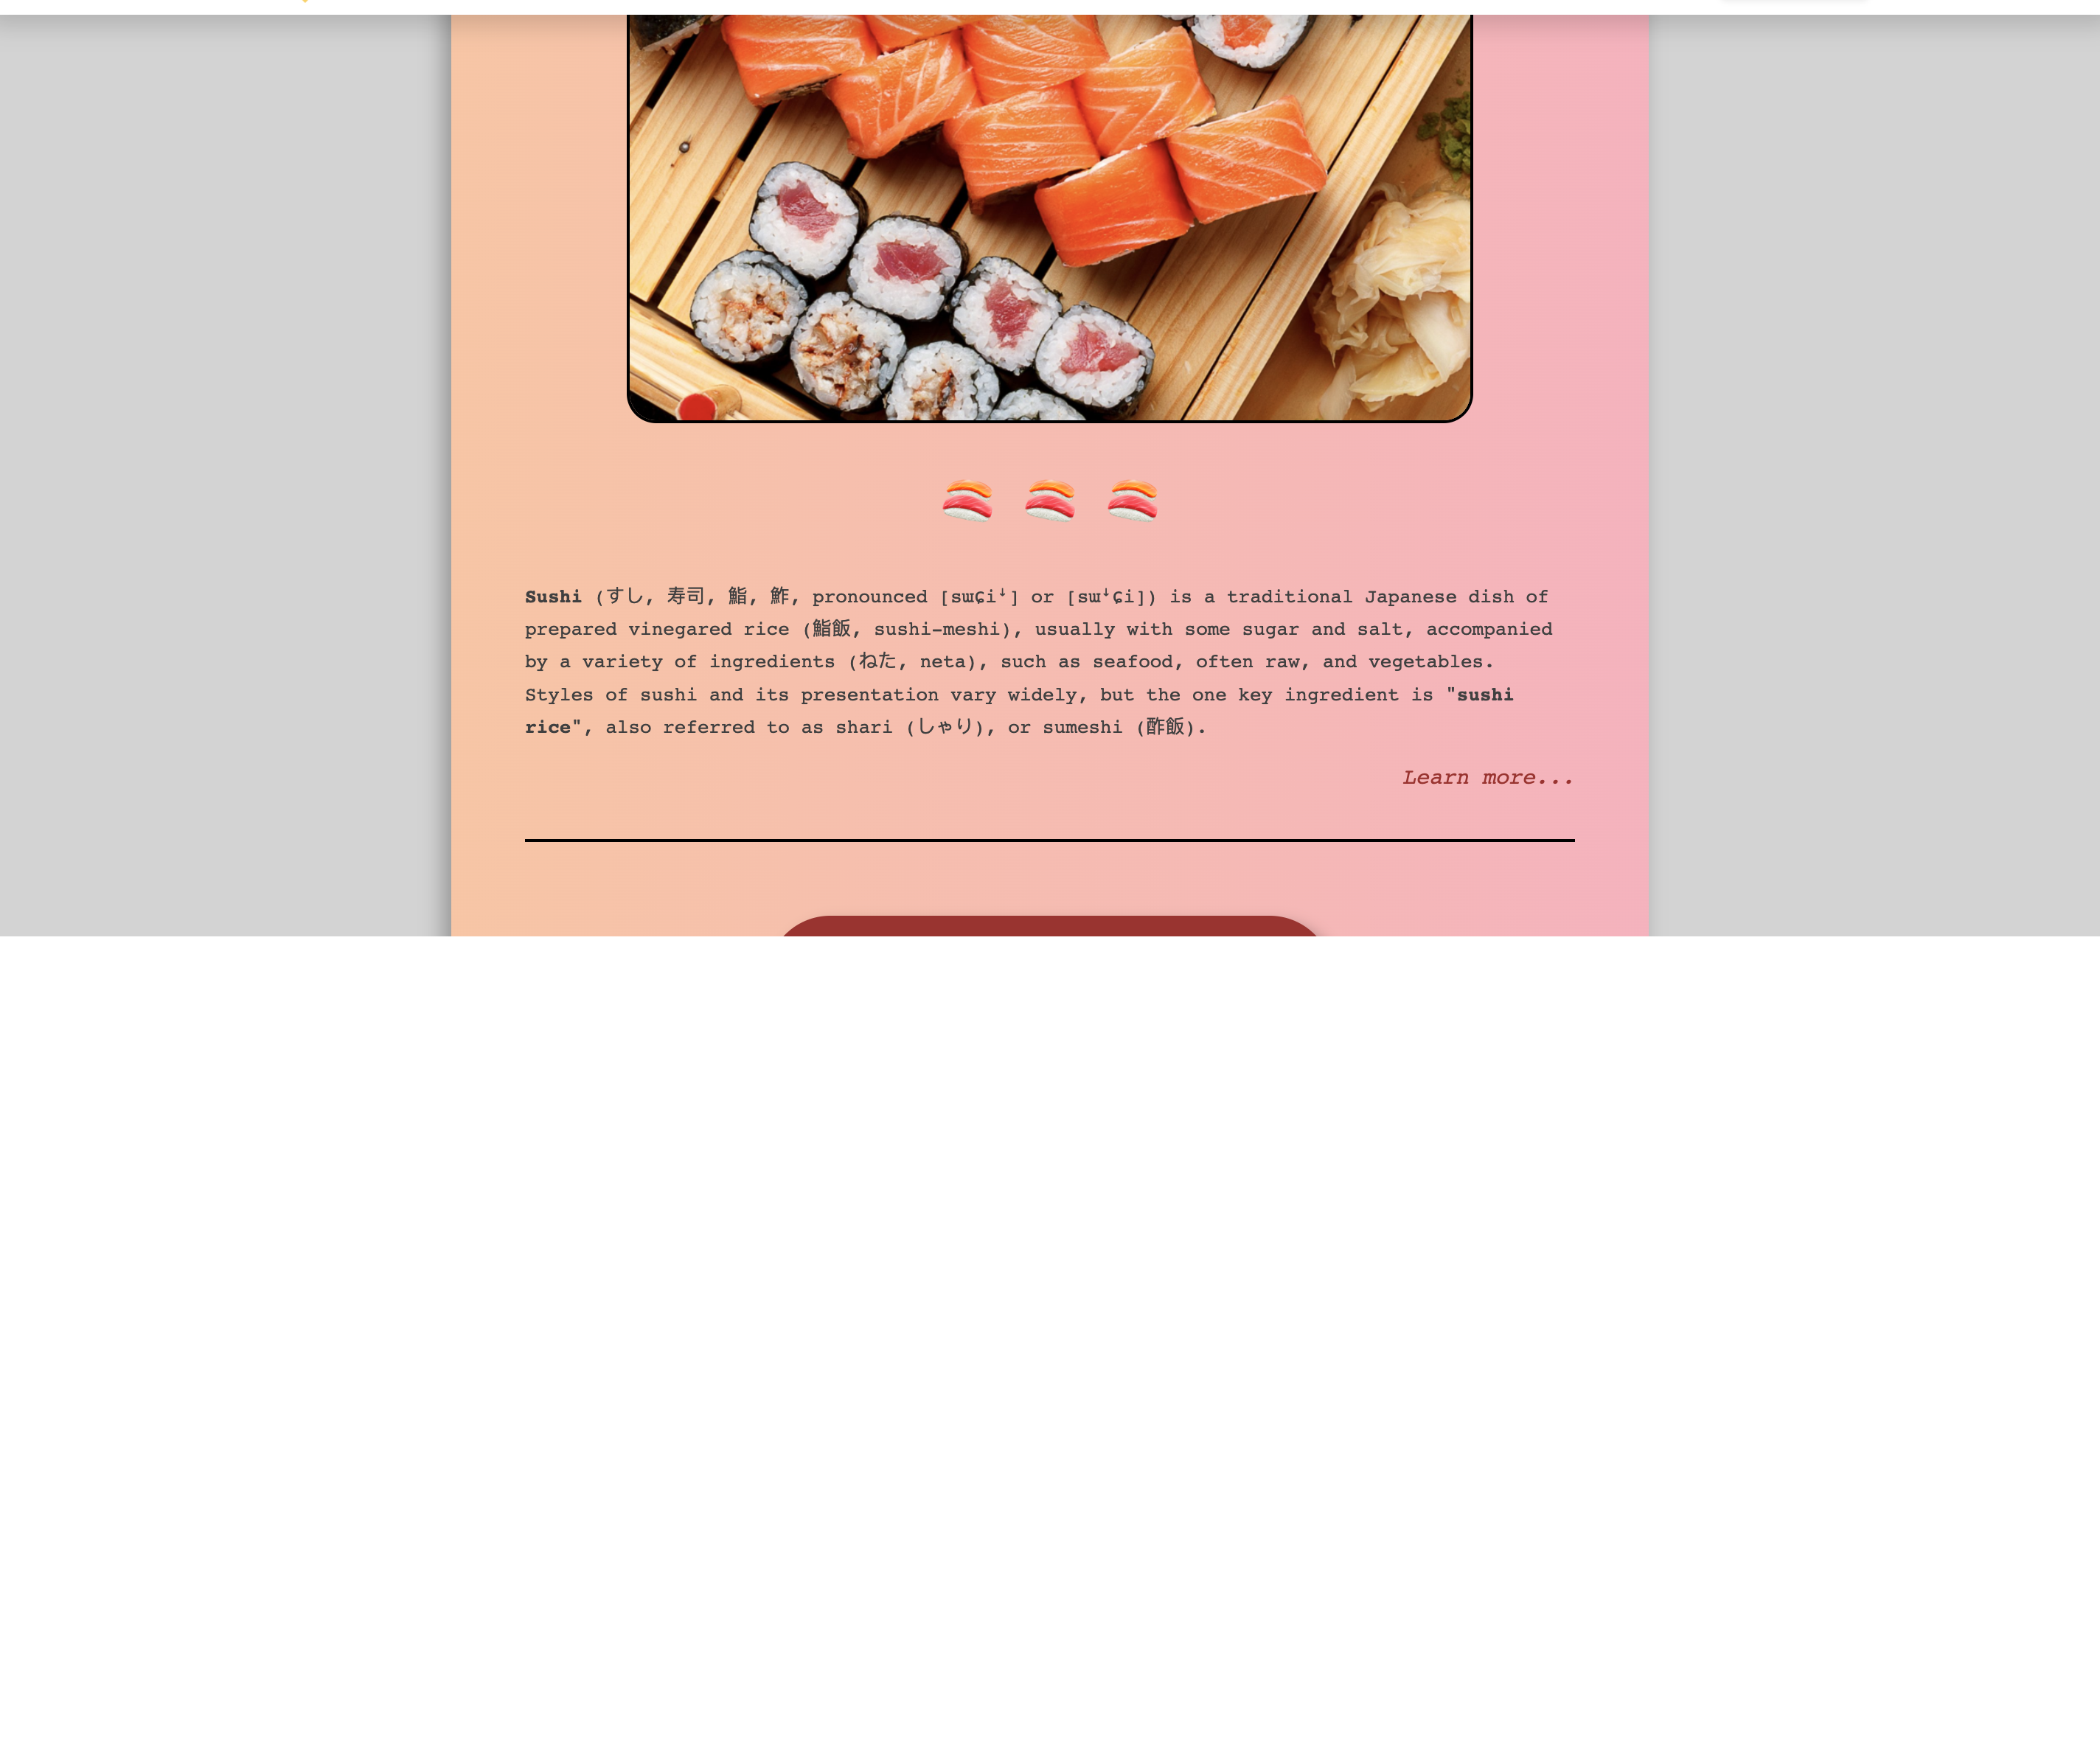 Sushi (すし, 寿司, 鮨, 鮓, pronounced [sɯɕiꜜ] or [sɯꜜɕi]) is a traditional Japanese dish of
prepared vinegared rice (鮨飯, sushi-meshi), usually with some sugar and salt, accompanied
by a variety of ingredients (ねた, neta), such as seafood, often raw, and vegetables.
Styles of sushi and its presentation vary widely, but the one key ingredient is "sushi
rice", also referred to as shari (しゃり), or sumeshi (酢飯).
Learn more...